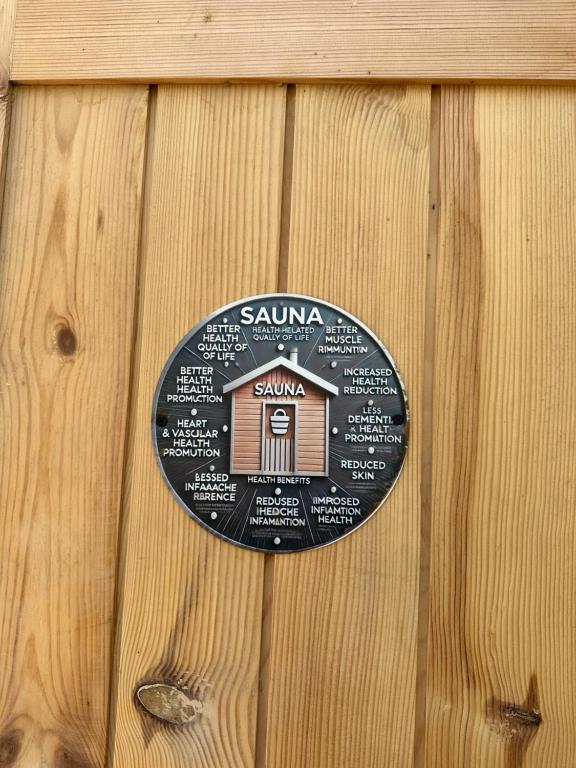 SAUNA
HEALTH-HELATED
QUALLY OF LIFE
BETTER
HEALTH
QUALLY OF
OF LIFE
BETTER
MUSCLE
RIMMUNTIN
BETTER
HEALTH
HEALTH
PROMUCTION
INCREASED
HEALTH
REDUCTION
SAUNA
HEART
& VASCULAR
HEALTH
PROMUTION
LESS
DEMENTI.
& HEALT
PROMIATION
BESSED
INFAAACHE
RERENCE
REDUCED
SKIN
HEALTH BENEFITS
REDUSED
IHEDCHE
INFAMANTION
IIMPROSED
INFIAMTION
HEALTH